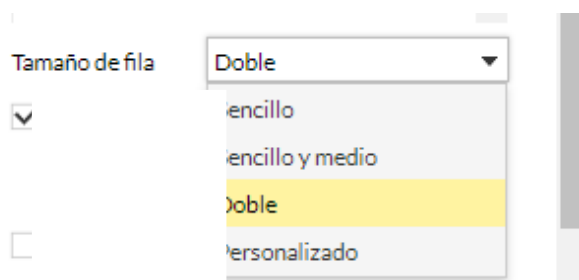 Tamaño de fila Doble
Sencillo
Sencillo y medio
Doble
Personalizado